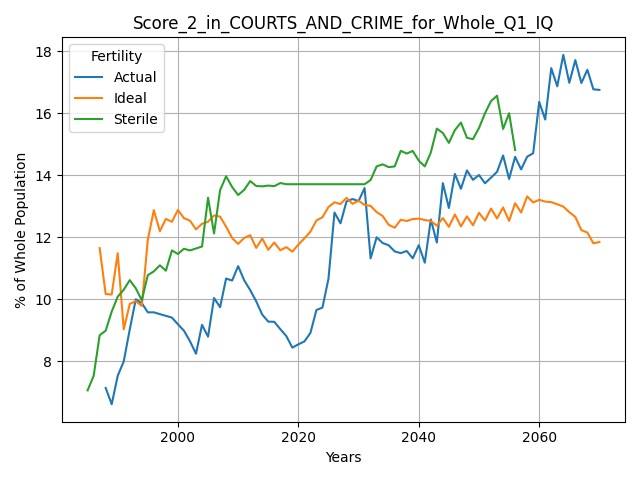 Score_2_in_COURTS_AND_CRIME_for_Whole_Q1_IQ
Fertility
Actual
Ideal
Sterile
% of Whole Population
18
16
14
12
10
8
2000 2020 2040 2060
Years